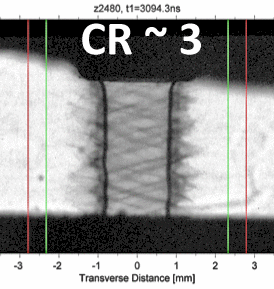 z2480, t1=3094.3ns
CR ~ 3
-3 -2 -1 0 1 2 3
Transverse Distance [mm]